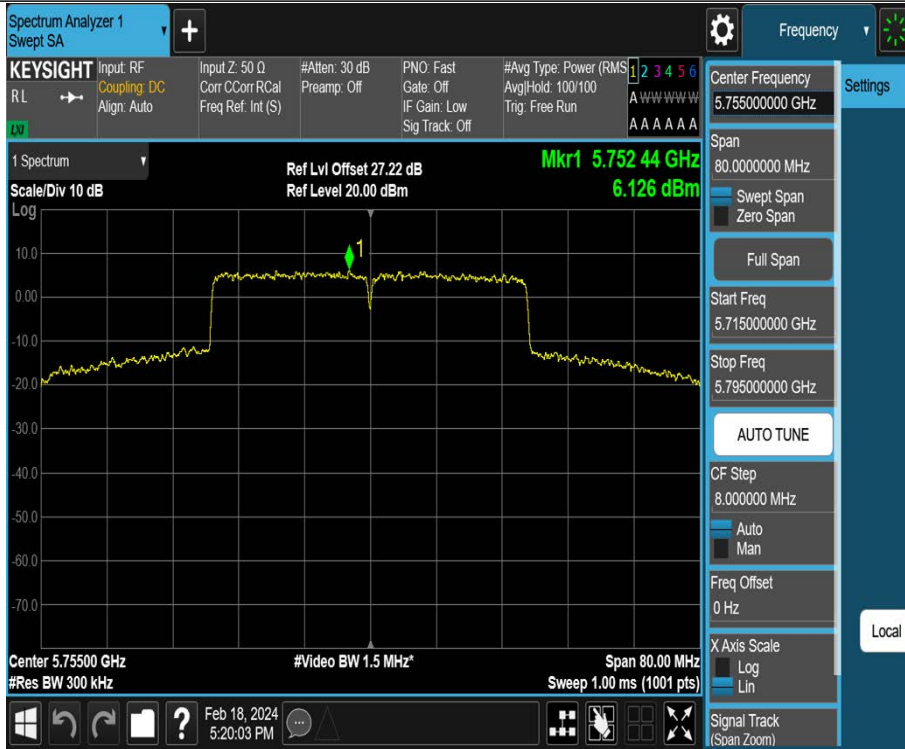 Spectrum Analyzer 1
Swept SA
Frequency
KEYSIGHT
R L
LXI
Input: RF
Coupling: DC
Align: Auto
Input Z: 50 Ω
Corr CCorr RCal
Freq Ref: Int (S)
#Atten: 30 dB
Preamp: Off
PNO: Fast
Gate: Off
IF Gain: Low
Sig Track: Off
#Avg Type: Power (RMS
Avg|Hold: 100/100
Trig: Free Run
1 2 3 4 5 6
A W W W W W
A A A A A A
1 Spectrum
Scale/Div 10 dB
Log
Ref Lvl Offset 27.22 dB
Ref Level 20.00 dBm
Mkr1 5.752 44 GHz
6.126 dBm
1
10.0
0.00
-10.0
-20.0
-30.0
-40.0
-50.0
-60.0
-70.0
Center 5.75500 GHz
#Video BW 1.5 MHz*
Span 80.00 MHz
#Res BW 300 kHz
Sweep 1.00 ms (1001 pts)
Feb 18, 2024
5:20:03 PM
Center Frequency
5.755000000 GHz
Settings
Span
80.0000000 MHz
Swept Span
Zero Span
Full Span
Start Freq
5.715000000 GHz
Stop Freq
5.795000000 GHz
AUTO TUNE
CF Step
8.000000 MHz
Auto
Man
Freq Offset
0 Hz
Local
X Axis Scale
Log
Lin
Signal Track
(Span Zoom)